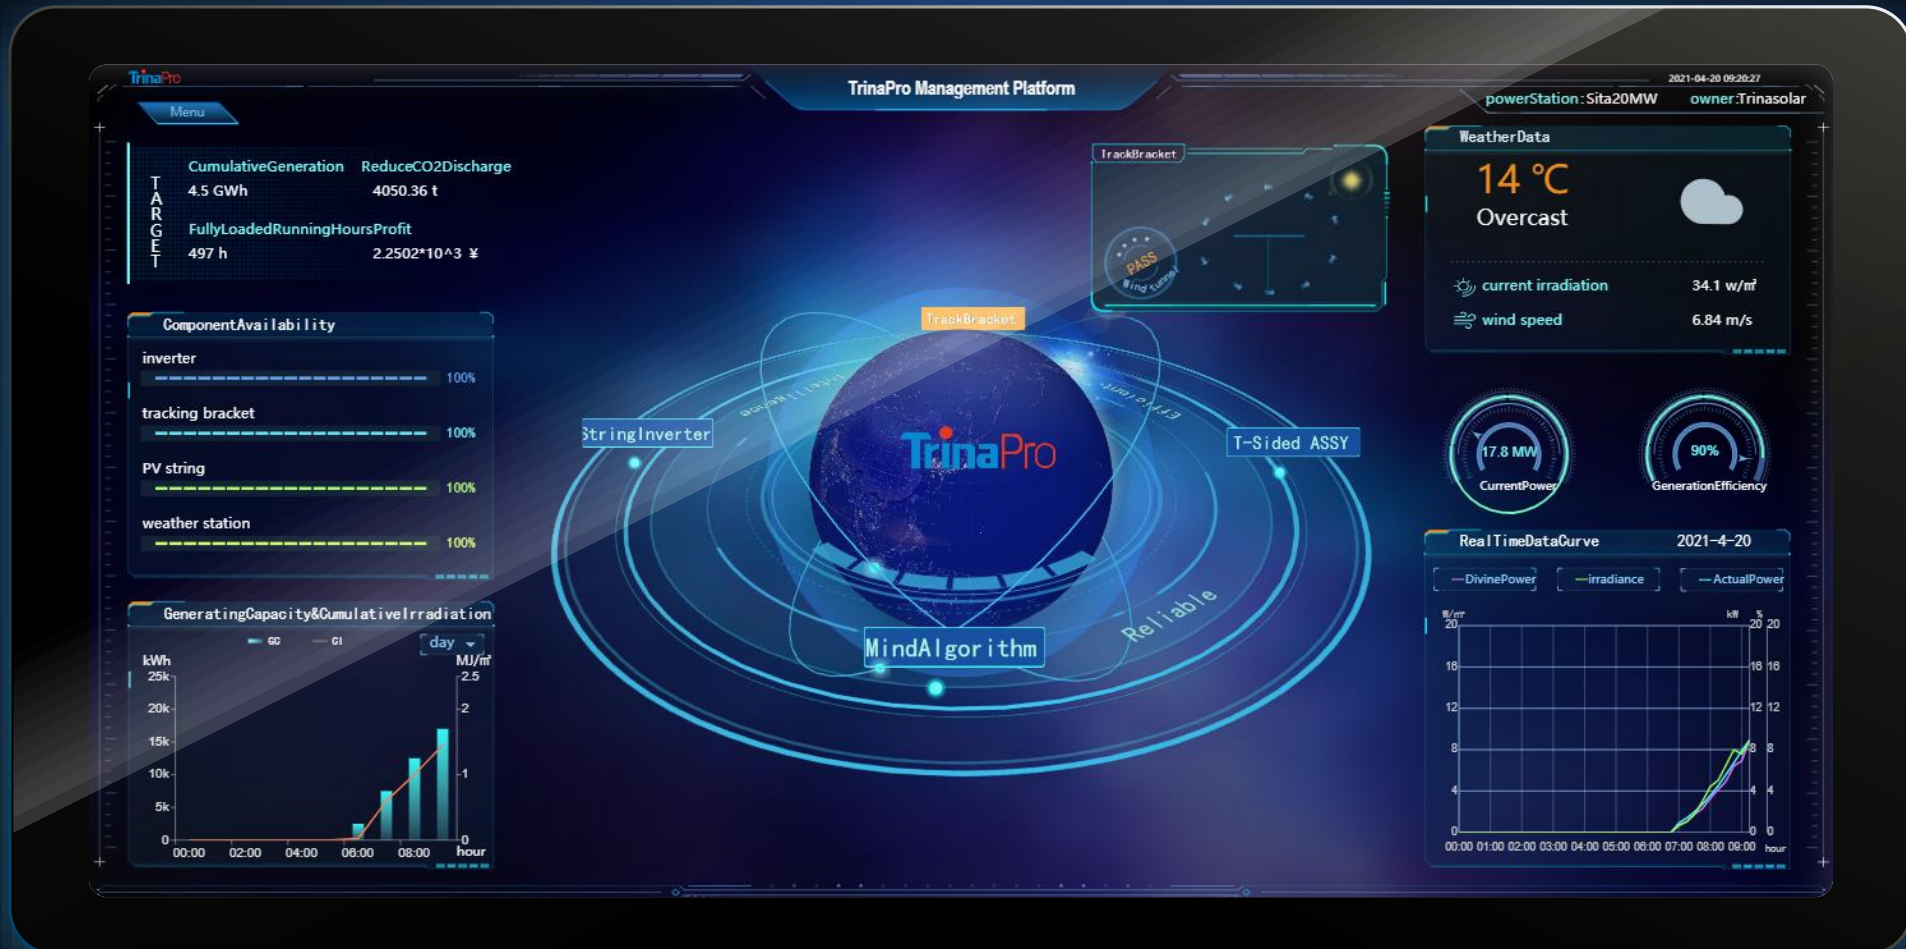 TrinaPro
TrinaPro Management Platform
2021-04-20 09:20:27
Menu
powerStation:Sita20MW owner:Trinasolar
TARGET
CumulativeGeneration ReduceCO2Discharge
4.5 GWh 4050.36 t
FullyLoadedRunningHoursProfit
497 h 2.2502*10^3 ¥
ComponentAvailability
inverter
100%
tracking bracket
100%
PV string
100%
weather station
100%
GeneratingCapacity&CumulativeIrradiation
GC GI
day
kWh MJ/㎡
25k 2.5
20k 2
15k
10k 1
5k
0 0
00:00 02:00 04:00 06:00 08:00 hour
TrackBracket
PASS
Wind tunnel
TrackBracket
Intelligence
Efficient
StringInverter
T-Sided ASSY
TrinaPro
Reliable
MindAlgorithm
WeatherData
14 ℃
Overcast
current irradiation 34.1 w/㎡
wind speed 6.84 m/s
17.8 MW
CurrentPower
90%
GenerationEfficiency
RealTimeDataCurve 2021-4-20
DivinePower irradiance ActualPower
W/㎡ kW %
20 20 20
16 16 16
12 12 12
8 8 8
4 4 4
0 0 0
00:00 01:00 02:00 03:00 04:00 05:00 06:00 07:00 08:00 09:00 hour